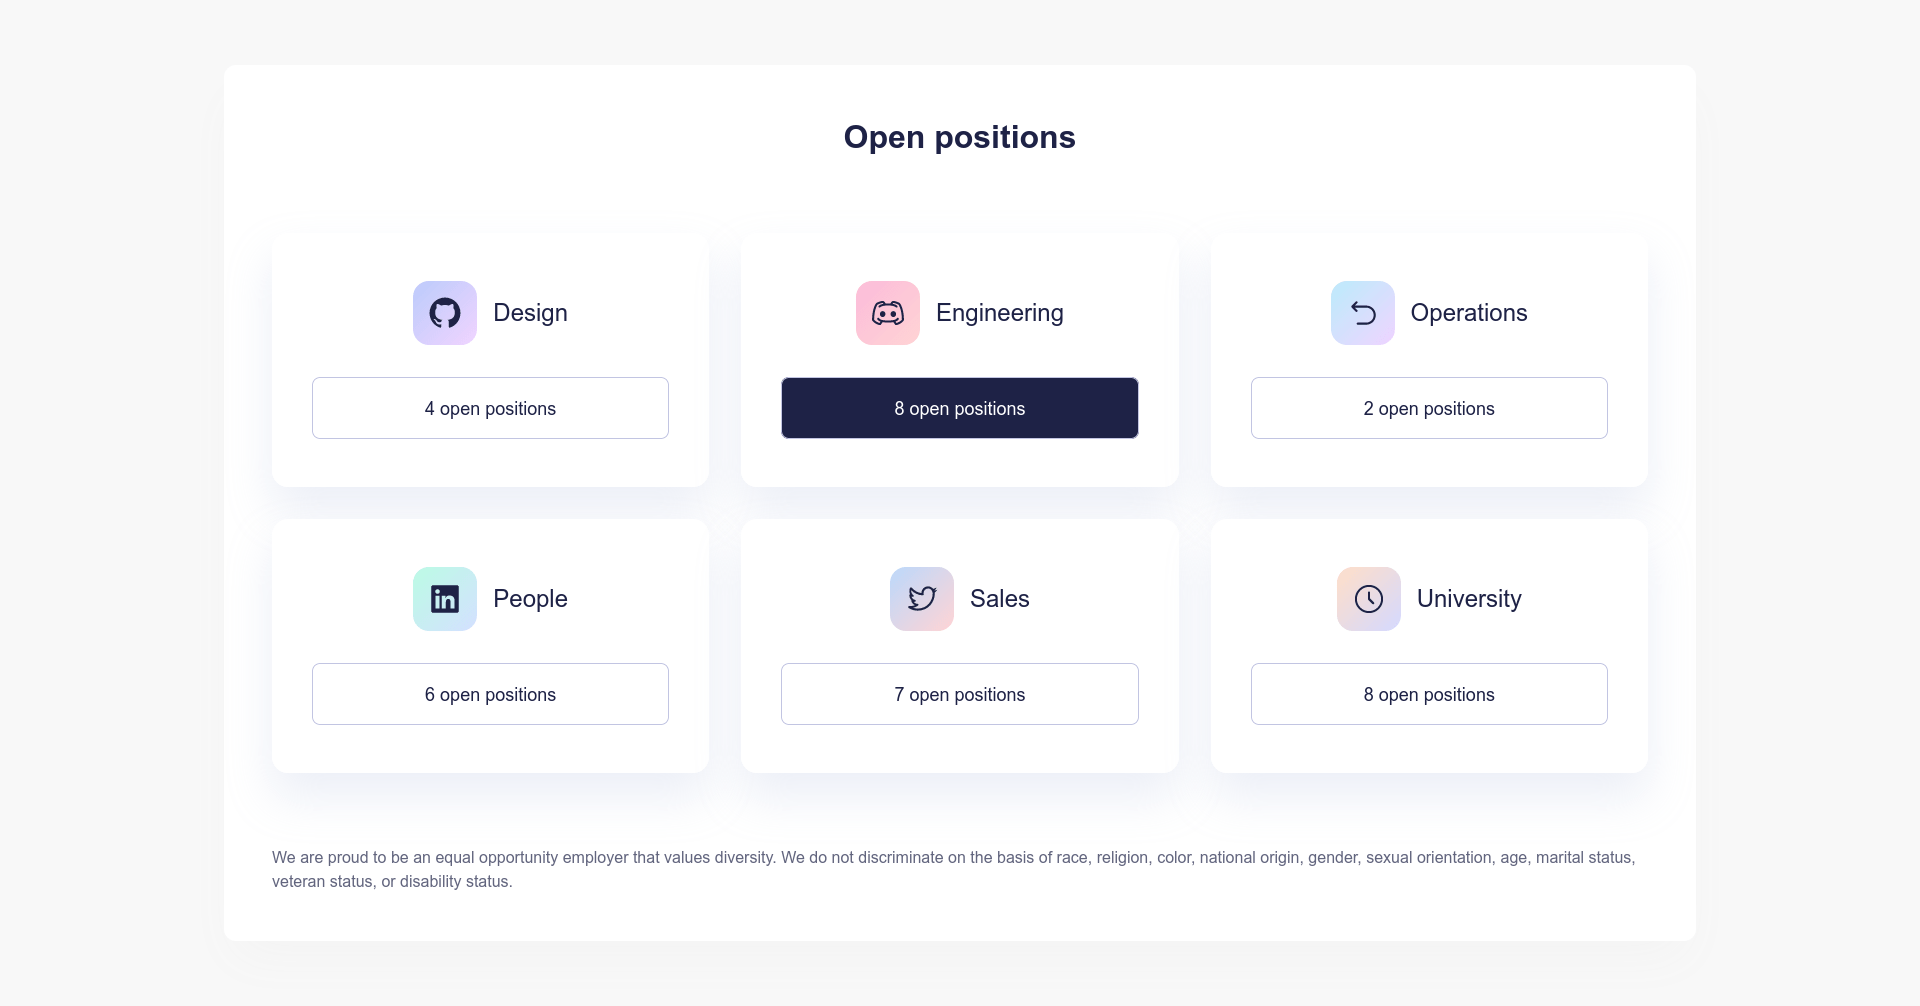 Open positions
Design
Engineering
Operations
4 open positions
8 open positions
2 open positions
People
Sales
University
6 open positions
7 open positions
8 open positions
We are proud to be an equal opportunity employer that values diversity. We do not discriminate on the basis of race, religion, color, national origin, gender, sexual orientation, age, marital status,
veteran status, or disability status.